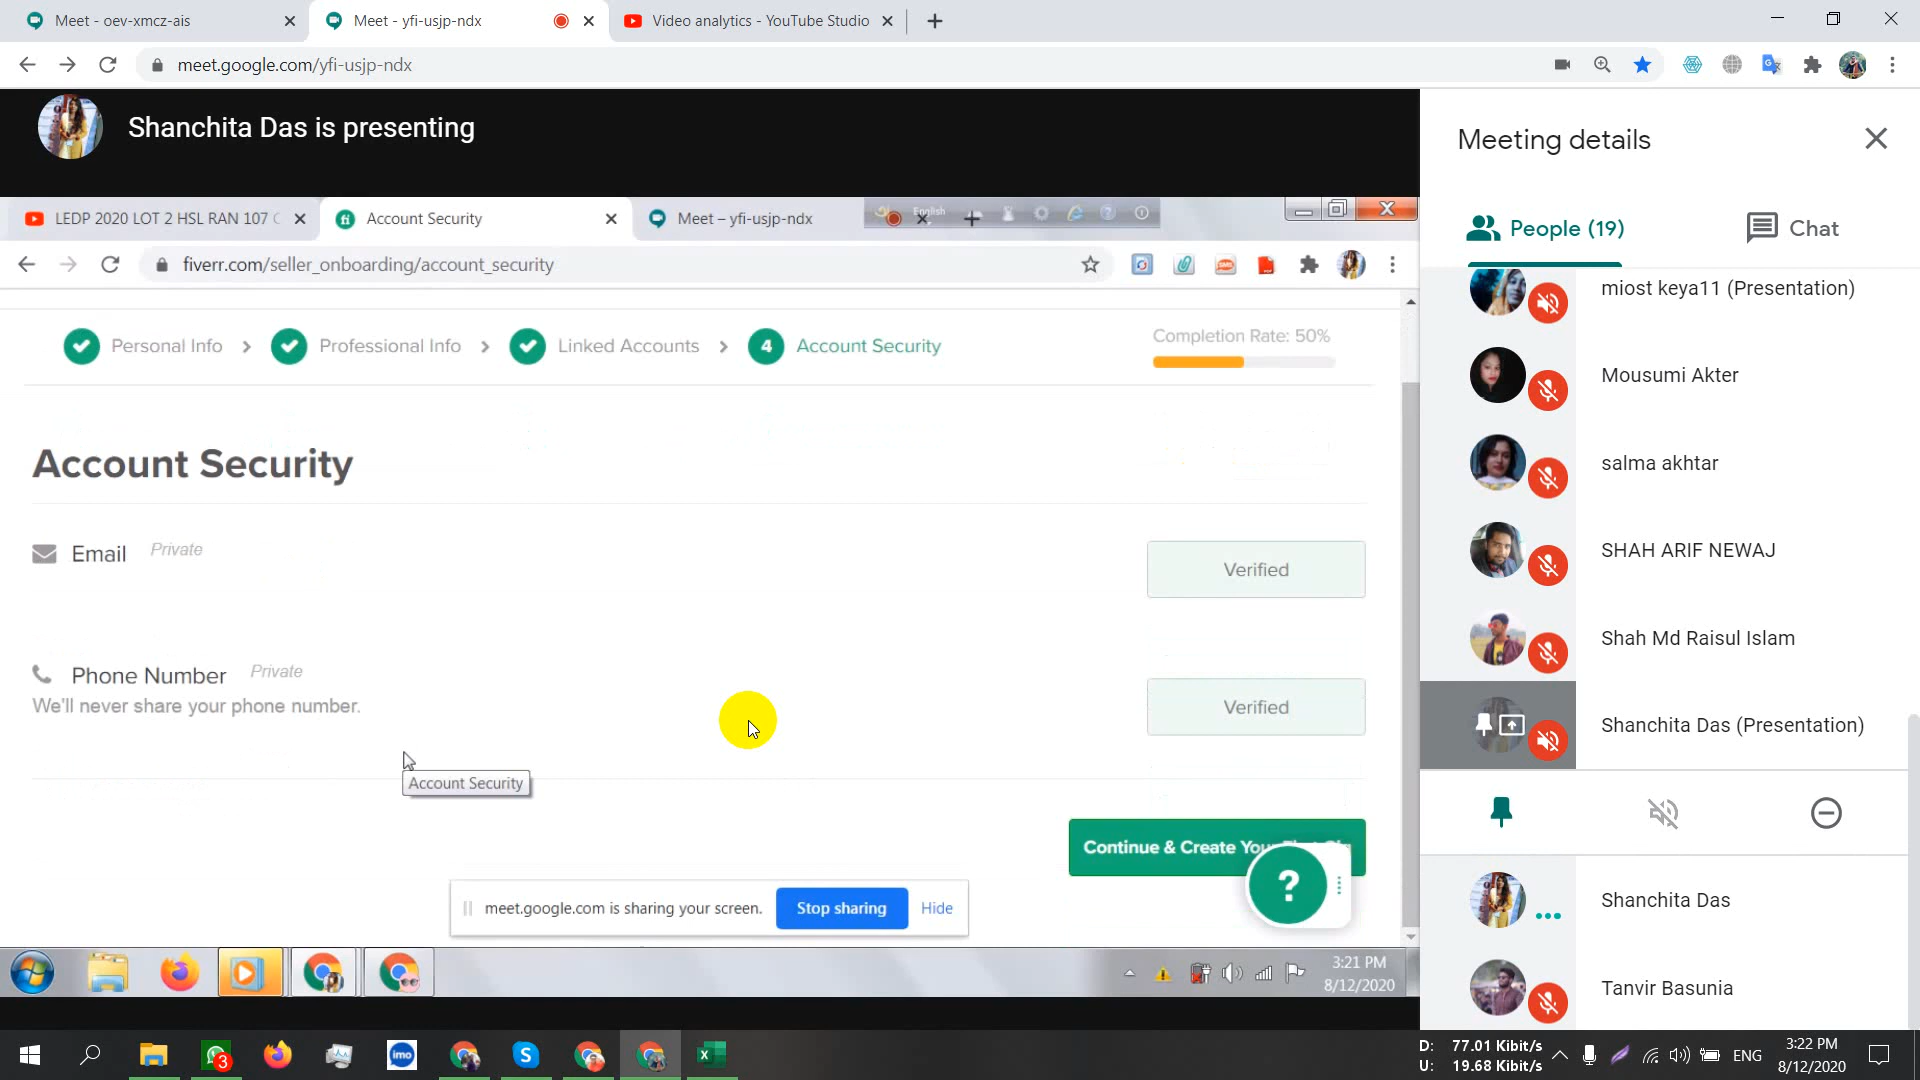 Meet - oev-xmcz-ais
Meet - yfi-usjp-ndx
Video analytics - YouTube Studio
meet.google.com/yfi-usjp-ndx
Shanchita Das is presenting
LEDP 2020 LOT 2 HSL RAN 107
Account Security
Meet – yfi-usjp-ndx
English
fiverr.com/seller_onboarding/account_security
Personal Info
Professional Info
Linked Accounts
4 Account Security
Completion Rate: 50%
Account Security
Email Private
Verified
Phone Number Private
We'll never share your phone number.
Verified
Account Security
Continue & Create
?
meet.google.com is sharing your screen.
Stop sharing
Hide
3:21 PM
8/12/2020
Meeting details
People (19)
Chat
miost keya11 (Presentation)
Mousumi Akter
salma akhtar
SHAH ARIF NEWAJ
Shah Md Raisul Islam
Shanchita Das (Presentation)
Shanchita Das
Tanvir Basunia
3
imo
D: 77.01 Kibit/s
U: 19.68 Kibit/s
ENG
3:22 PM
8/12/2020